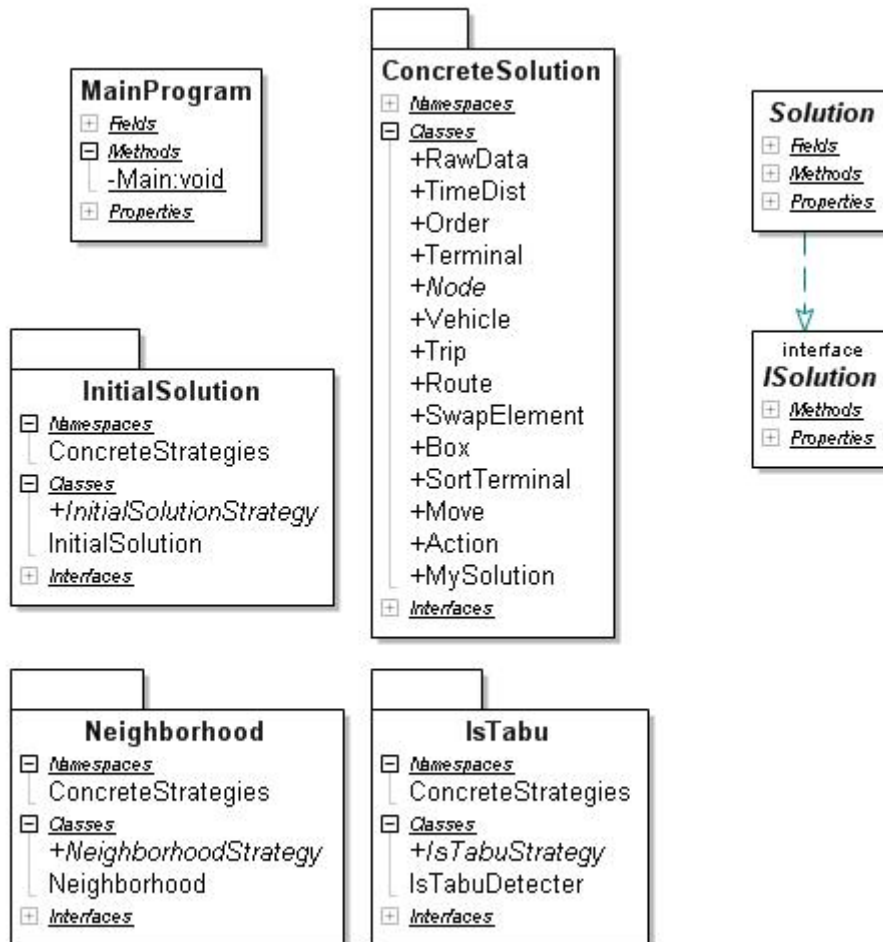 MainProgram
Fields
Methods
-Main:void
Properties
ConcreteSolution
Namespaces
Classes
+RawData
+TimeDist
+Order
+Terminal
+Node
+Vehicle
+Trip
+Route
+SwapElement
+Box
+SortTerminal
+Move
+Action
+MySolution
Interfaces
Solution
Fields
Methods
Properties
interface
ISolution
Methods
Properties
InitialSolution
Namespaces
ConcreteStrategies
Classes
+InitialSolutionStrategy
InitialSolution
Interfaces
Neighborhood
Namespaces
ConcreteStrategies
Classes
+NeighborhoodStrategy
Neighborhood
Interfaces
IsTabu
Namespaces
ConcreteStrategies
Classes
+IsTabuStrategy
IsTabuDetecter
Interfaces